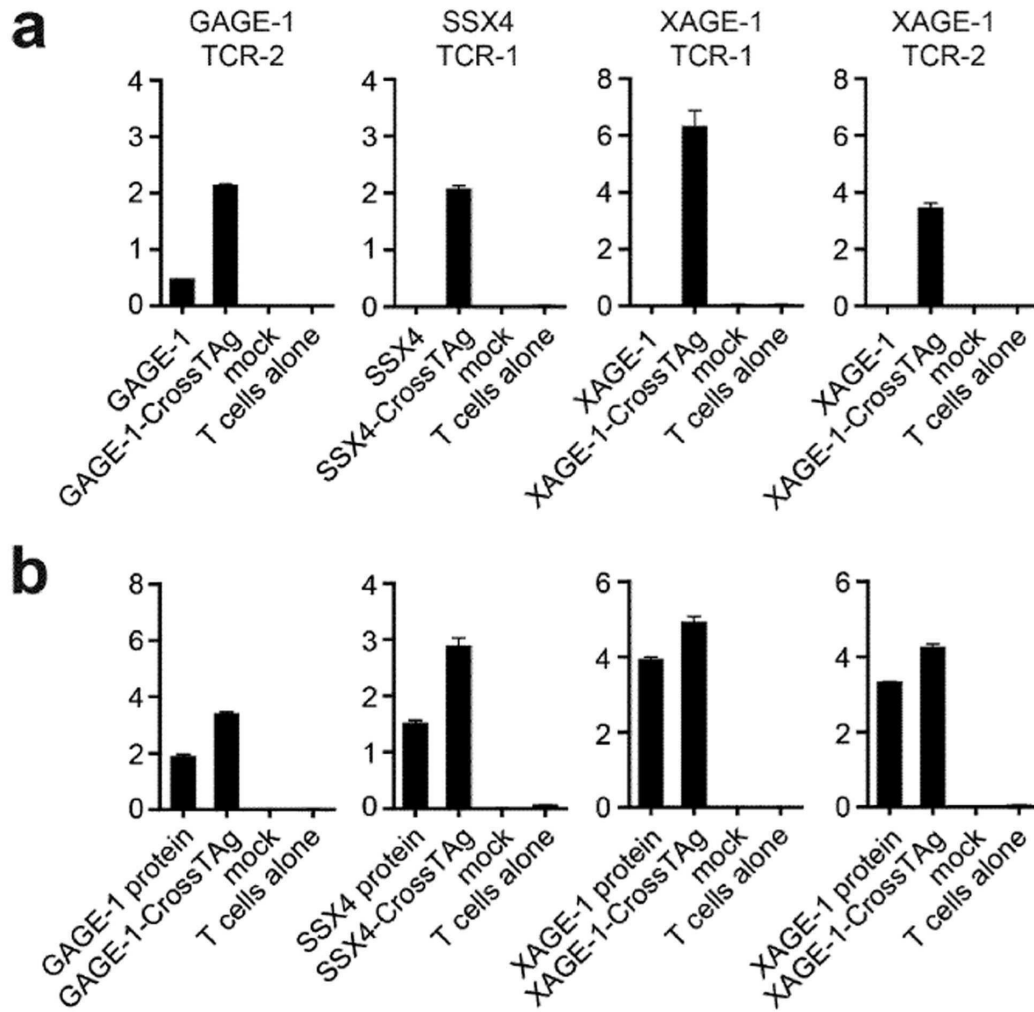 a
GAGE-1
TCR-2
SSX4
TCR-1
XAGE-1
TCR-1
XAGE-1
TCR-2
4
3
2
1
0
GAGE-1
GAGE-1-CrossTAg
mock
T cells alone
4
3
2
1
0
SSX4
SSX4-CrossTAg
mock
T cells alone
8
6
4
2
0
XAGE-1
XAGE-1-CrossTAg
mock
T cells alone
8
6
4
2
0
XAGE-1
XAGE-1-CrossTAg
mock
T cells alone
b
8
6
4
2
0
GAGE-1 protein
GAGE-1-CrossTAg
mock
T cells alone
4
3
2
1
0
SSX4 protein
SSX4-CrossTAg
mock
T cells alone
6
4
2
0
XAGE-1 protein
XAGE-1-CrossTAg
mock
T cells alone
6
4
2
0
XAGE-1 protein
XAGE-1-CrossTAg
mock
T cells alone